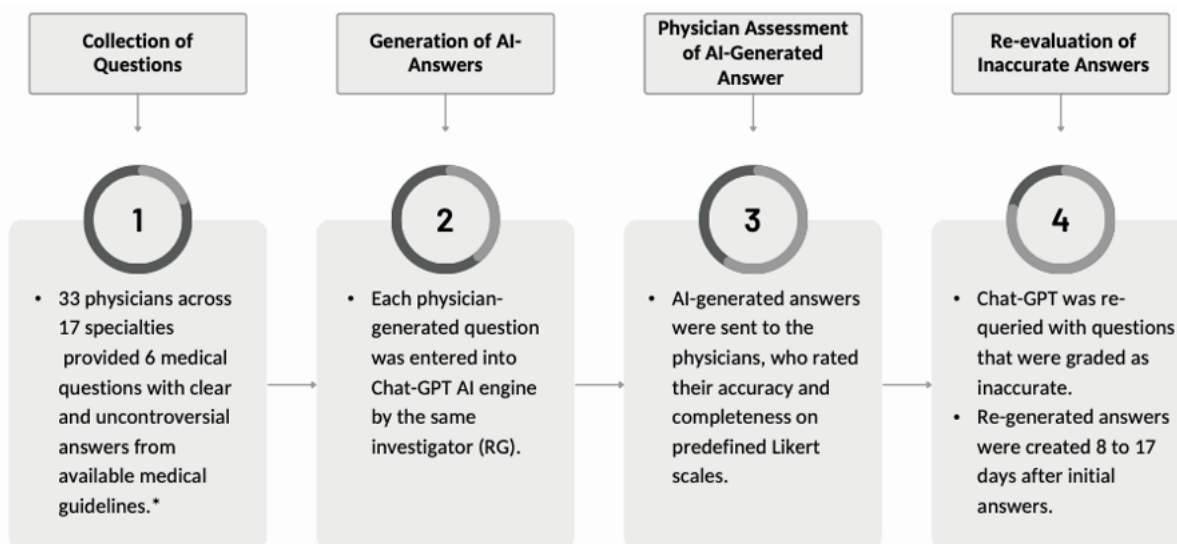 Collection of
Questions
Generation of AI-
Answers
Physician Assessment
of AI-Generated
Answer
Re-evaluation of
Inaccurate Answers
1
• 33 physicians across
17 specialties
provided 6 medical
questions with clear
and uncontroversial
answers from
available medical
guidelines.*
2
• Each physician-
generated question
was entered into
Chat-GPT AI engine
by the same
investigator (RG).
3
• AI-generated answers
were sent to the
physicians, who rated
their accuracy and
completeness on
predefined Likert
scales.
4
• Chat-GPT was re-
queried with questions
that were graded as
inaccurate.
• Re-generated answers
were created 8 to 17
days after initial
answers.